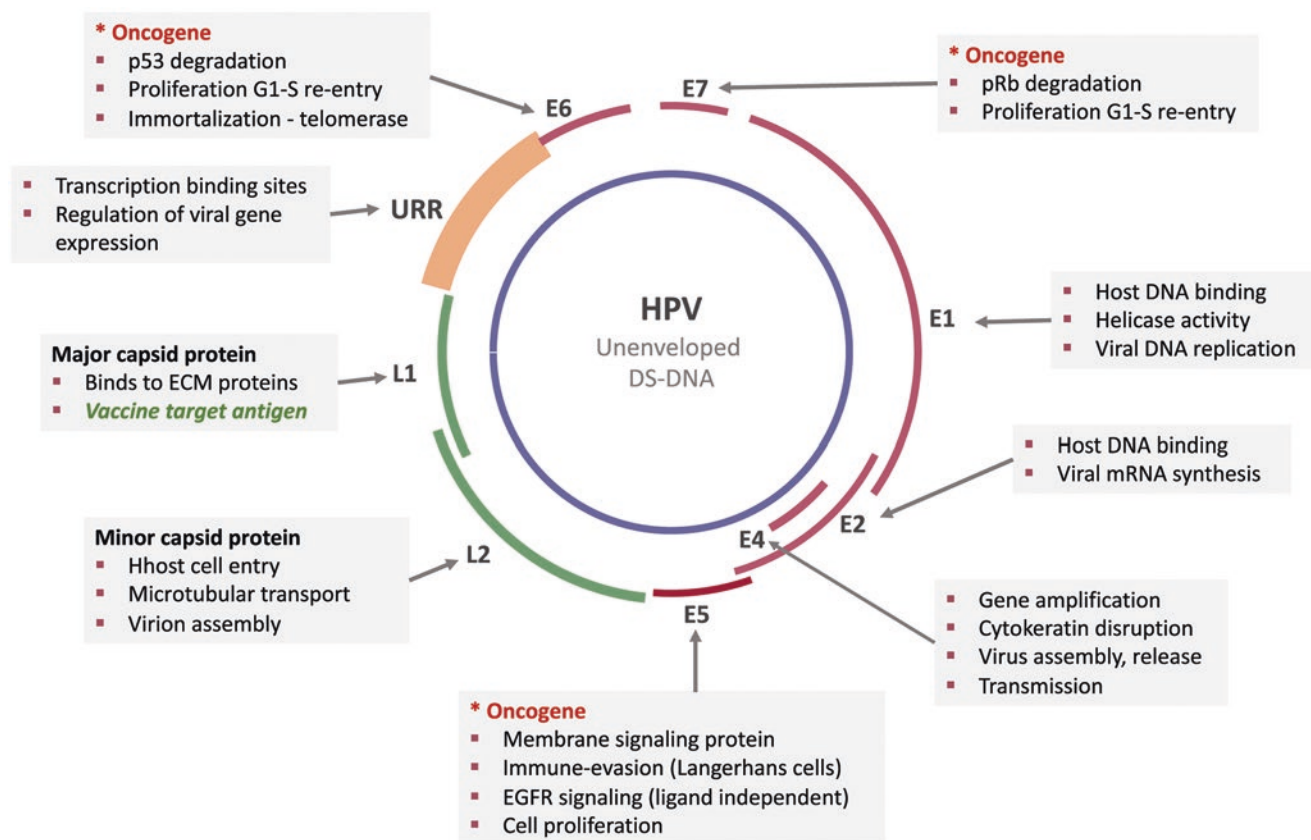 * Oncogene
▪ p53 degradation
▪ Proliferation G1-S re-entry
▪ Immortalization - telomerase
E6
E7
* Oncogene
▪ pRb degradation
▪ Proliferation G1-S re-entry
▪ Transcription binding sites
▪ Regulation of viral gene
expression
URR
HPV
Unenveloped
DS-DNA
E1
▪ Host DNA binding
▪ Helicase activity
▪ Viral DNA replication
Major capsid protein
▪ Binds to ECM proteins
▪ Vaccine target antigen
L1
▪ Host DNA binding
▪ Viral mRNA synthesis
E2
E4
Minor capsid protein
▪ Hhost cell entry
▪ Microtubular transport
▪ Virion assembly
L2
E5
▪ Gene amplification
▪ Cytokeratin disruption
▪ Virus assembly, release
▪ Transmission
* Oncogene
▪ Membrane signaling protein
▪ Immune-evasion (Langerhans cells)
▪ EGFR signaling (ligand independent)
▪ Cell proliferation